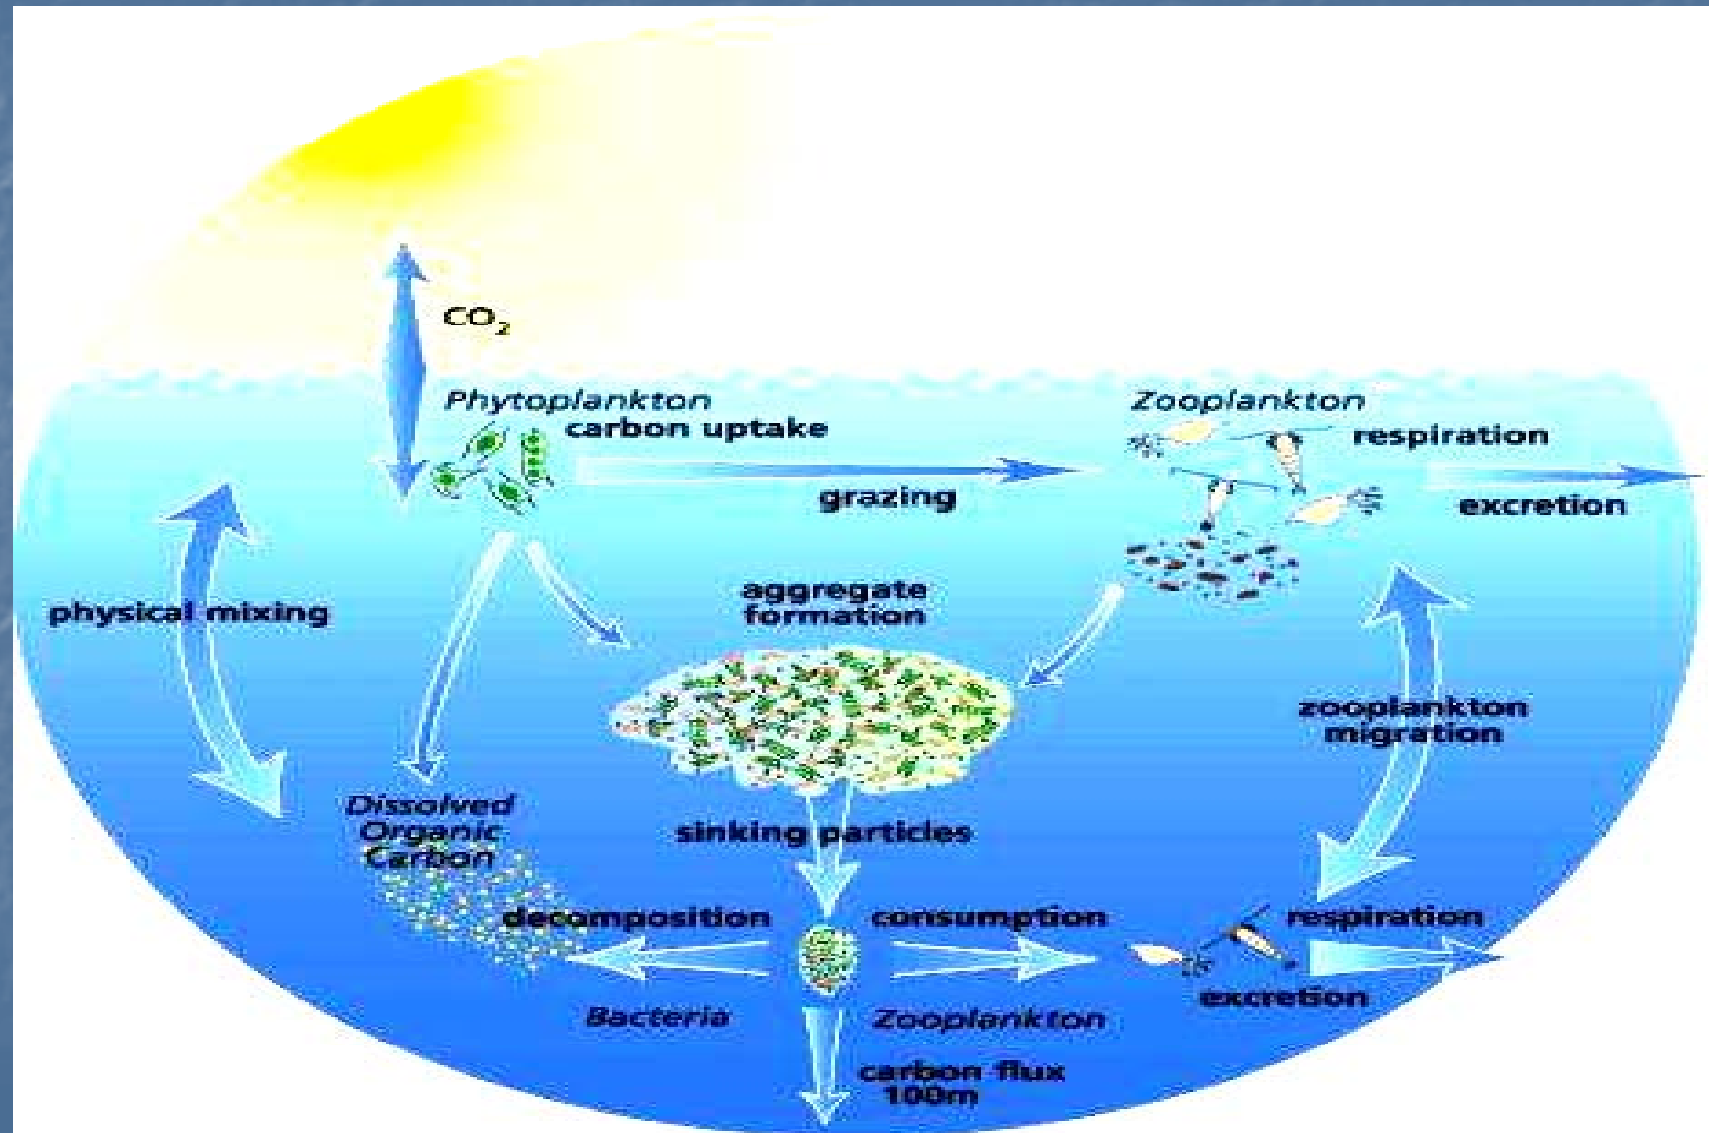 CO₂
Phytoplankton
carbon uptake
Zooplankton
respiration
grazing
excretion
aggregate
formation
physical mixing
zooplankton
migration
Dissolved
Organic
Carbon
sinking particles
decomposition
consumption
respiration
excretion
Bacteria
Zooplankton
carbon flux
100m